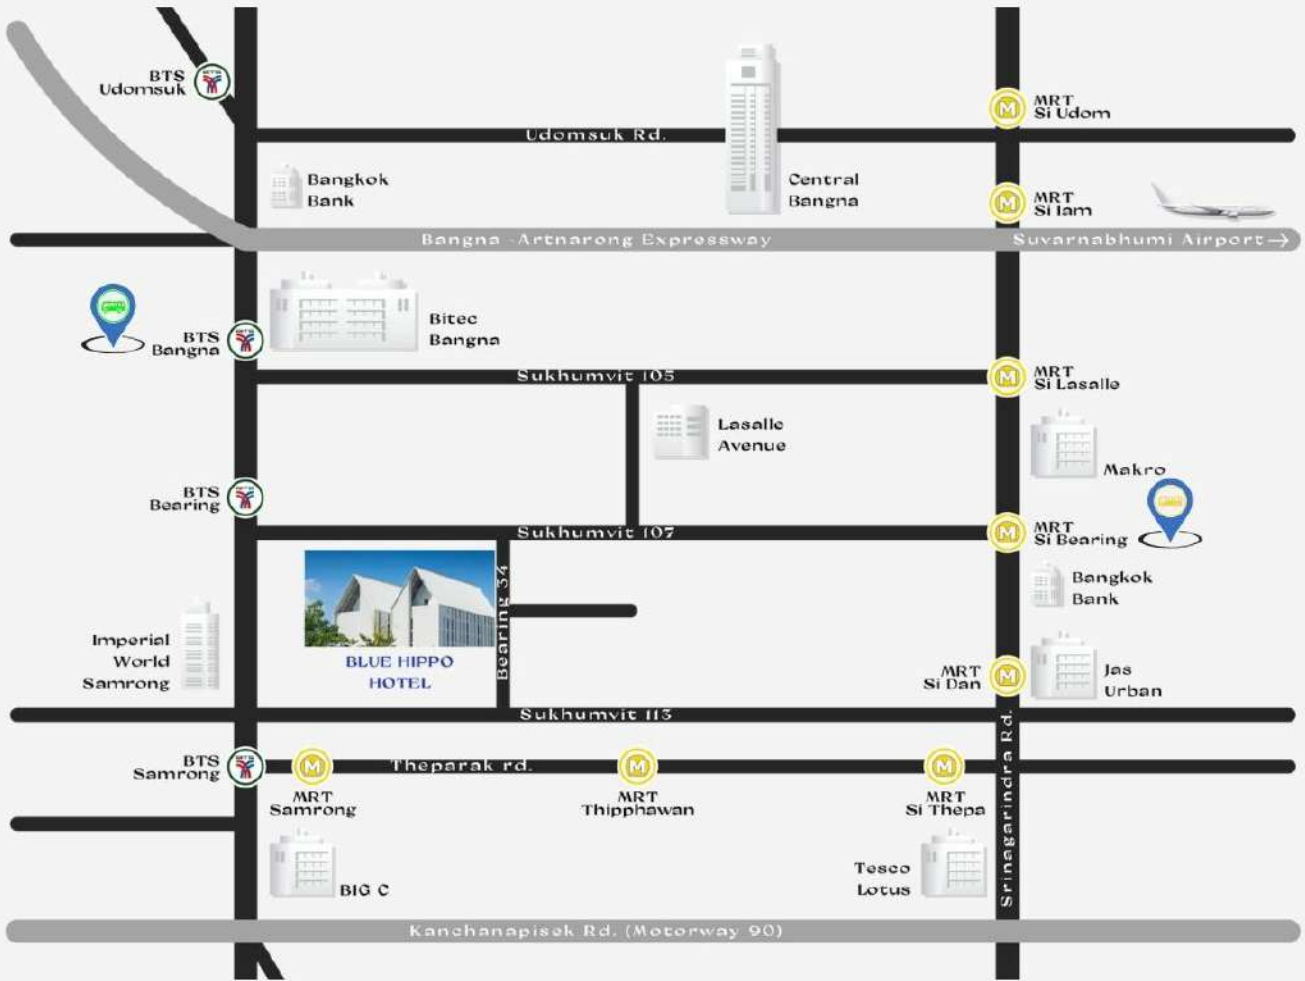 BTS
Udomsuk
MRT
Si Udom
Udomsuk Rd.
Bangkok
Bank
Central
Bangna
MRT
Si Iam
Bangna -Artnarong Expressway
Suvarnabhumi Airport→
Bitec
Bangna
BTS
Bangna
Sukhumvit 105
MRT
Si Lasalle
Lasalle
Avenue
Makro
BTS
Bearing
Sukhumvit 107
MRT
Si Bearing
Bearing 34
Bangkok
Bank
Imperial
World
Samrong
BLUE HIPPO
HOTEL
MRT
Si Dan
Jas
Urban
Sukhumvit 113
BTS
Samrong
Theparak rd.
MRT
Samrong
MRT
Thipphawan
MRT
Si Thepa
Srinagarindra Rd.
BIG C
Tesco
Lotus
Kanchanapisek Rd. (Motorway 90)